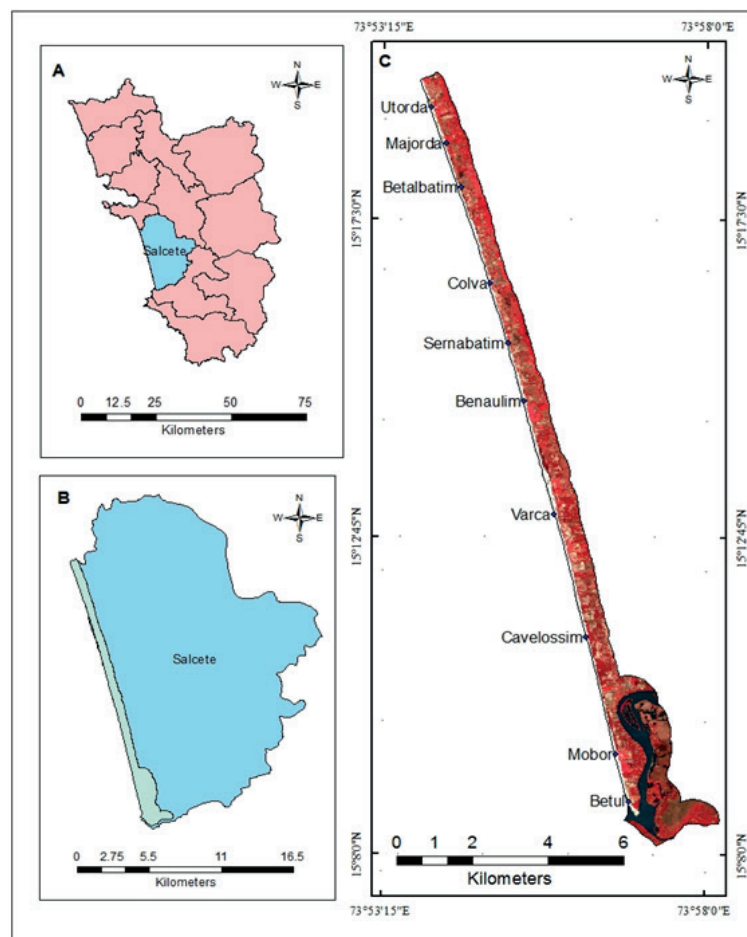 A
N
W E
S
Salcete
0 12.5 25 50 75
Kilometers
B
N
W E
S
Salcete
0 2.75 5.5 11 16.5
Kilometers
73°53'15"E 73°58'0"E
C
N
W E
S
Utorda
Majorda
Betalbatim
15°17'30"N 15°17'30"N
Colva
Sernabatim
Benaulim
Varca
15°12'45"N 15°12'45"N
Cavelossim
Mobor
Betul
15°8'0"N 15°8'0"N
0 1 2 4 6
Kilometers
73°53'15"E 73°58'0"E